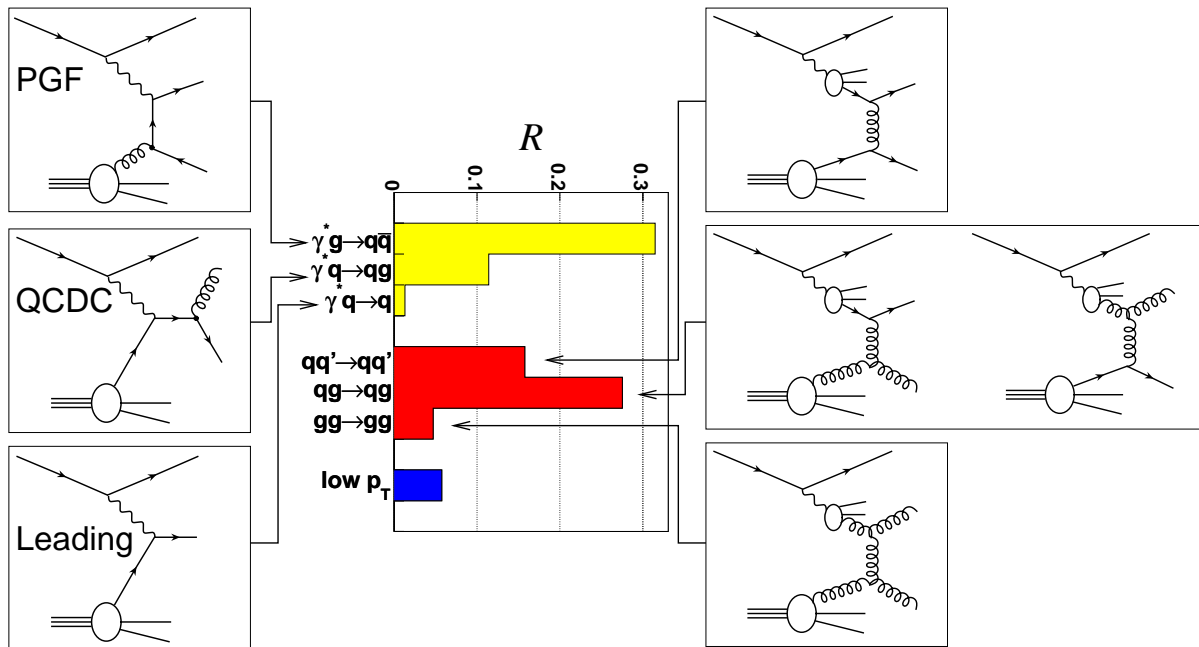 PGF
QCDC
Leading
R
0 0.1 0.2 0.3
γ*g→qq̅
γ*q→qg
γ*q→q
qq’→qq’
qg→qg
gg→gg
low p_T